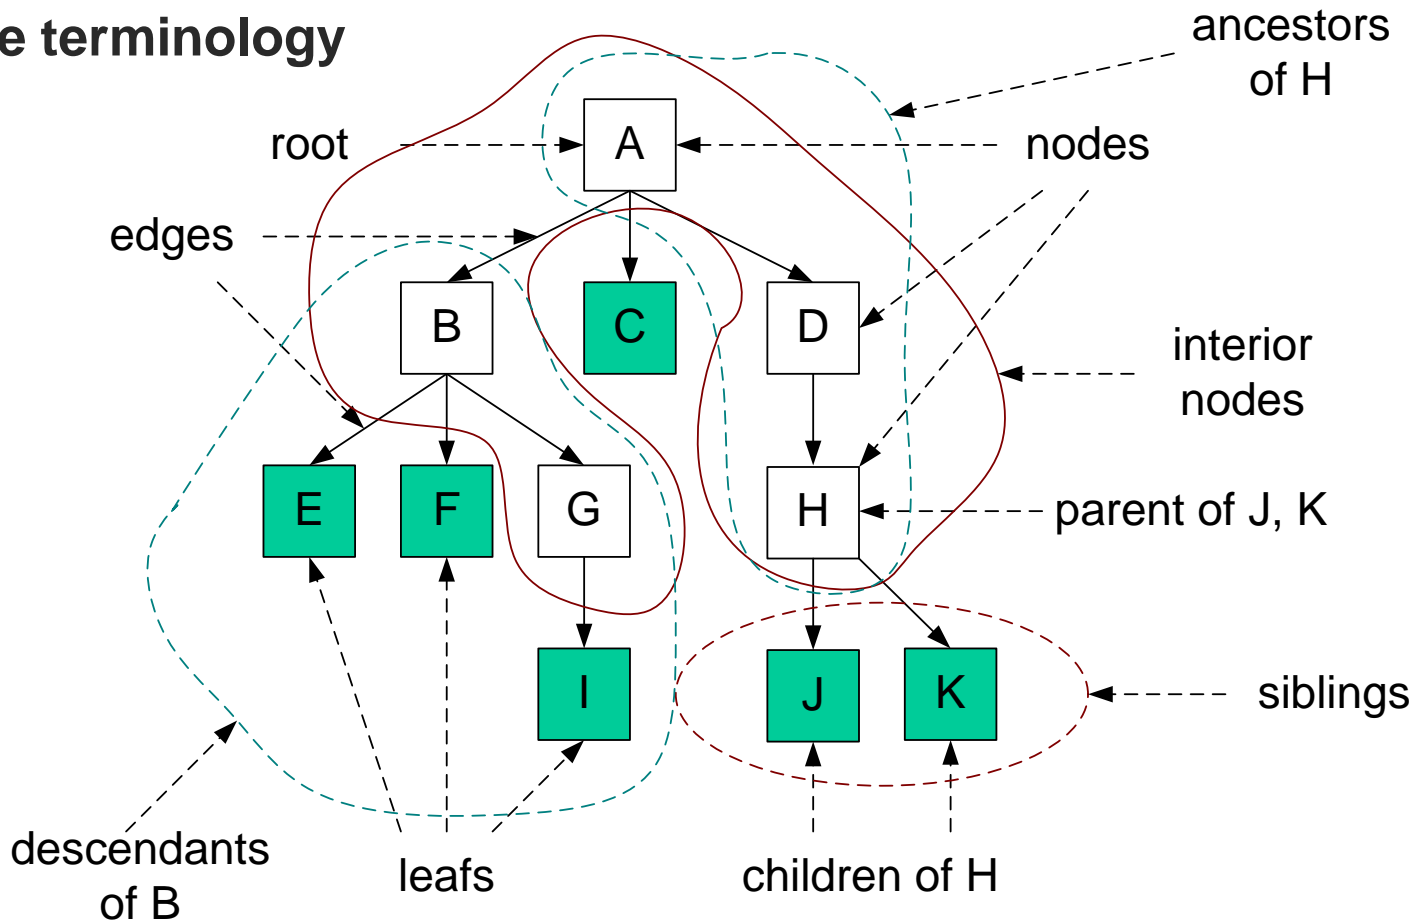 e terminology
ancestors
of H
root
A
nodes
edges
B
C
D
interior
nodes
E
F
G
H
parent of J, K
I
J
K
siblings
descendants
of B
leafs
children of H